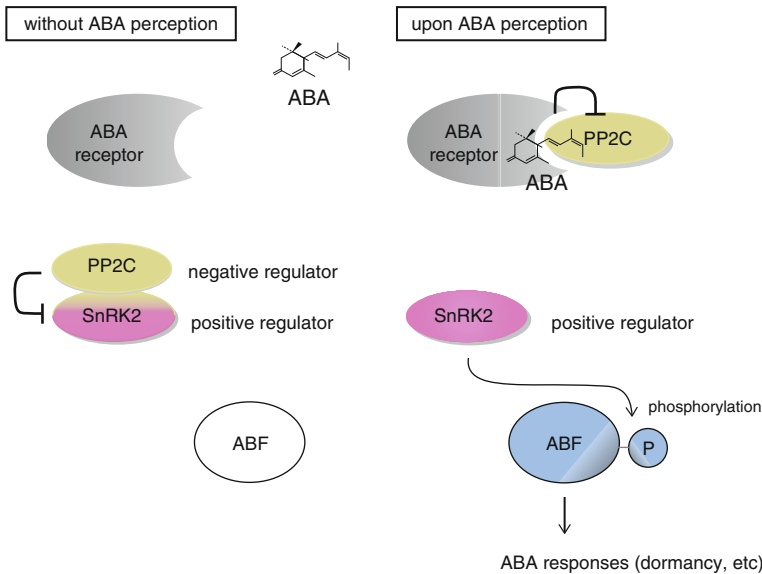 without ABA perception
ABA
ABA
receptor
PP2C
negative regulator
SnRK2
positive regulator
ABF
upon ABA perception
ABA
receptor
PP2C
ABA
SnRK2
positive regulator
phosphorylation
ABF
P
ABA responses (dormancy, etc)